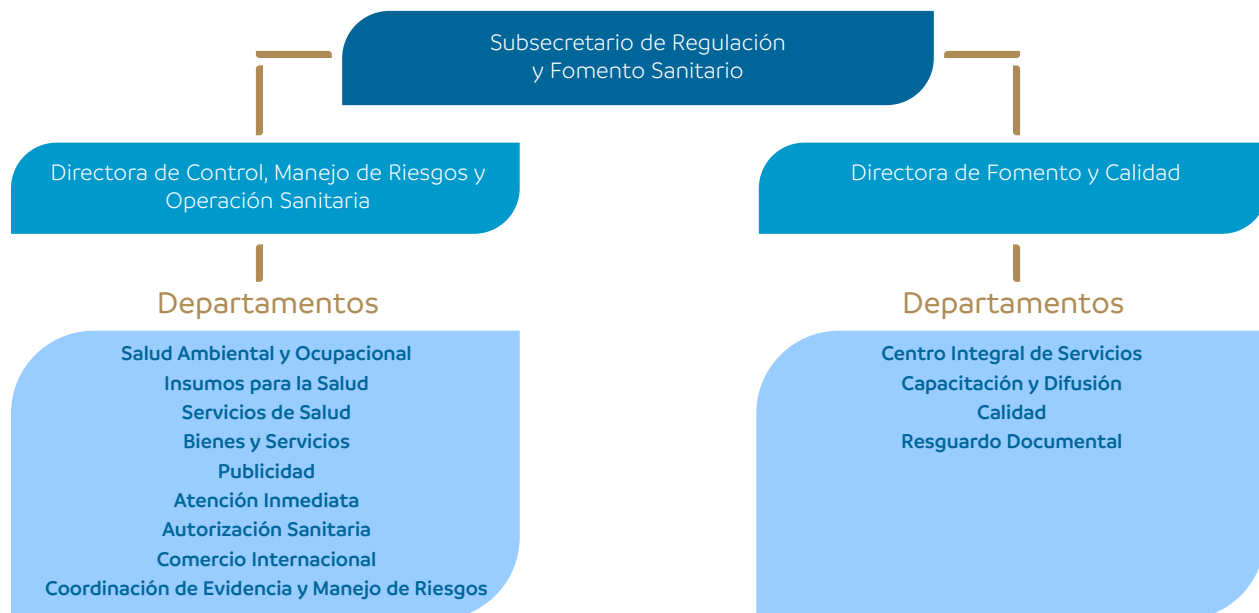 Subsecretario de Regulación
y Fomento Sanitario
Directora de Control, Manejo de Riesgos y
Operación Sanitaria
Departamentos
Salud Ambiental y Ocupacional
Insumos para la Salud
Servicios de Salud
Bienes y Servicios
Publicidad
Atención Inmediata
Autorización Sanitaria
Comercio Internacional
Coordinación de Evidencia y Manejo de Riesgos
Directora de Fomento y Calidad
Departamentos
Centro Integral de Servicios
Capacitación y Difusión
Calidad
Resguardo Documental